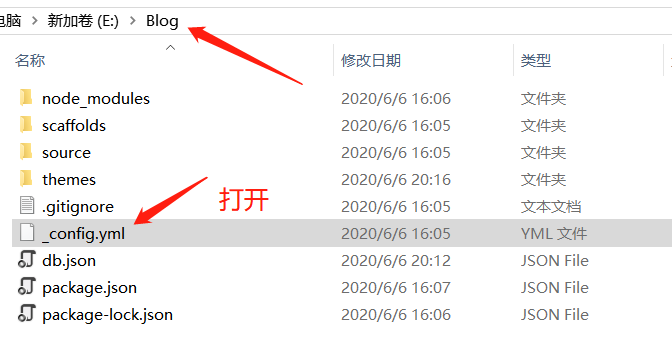 电脑 > 新加卷 (E:) > Blog
名称 修改日期 类型
node_modules 2020/6/6 16:06 文件夹
scaffolds 2020/6/6 16:05 文件夹
source 2020/6/6 16:05 文件夹
themes 2020/6/6 20:16 文件夹
打开
.gitignore 2020/6/6 16:05 文本文档
_config.yml 2020/6/6 16:05 YML 文件
db.json 2020/6/6 20:12 JSON File
package.json 2020/6/6 16:07 JSON File
package-lock.json 2020/6/6 16:06 JSON File